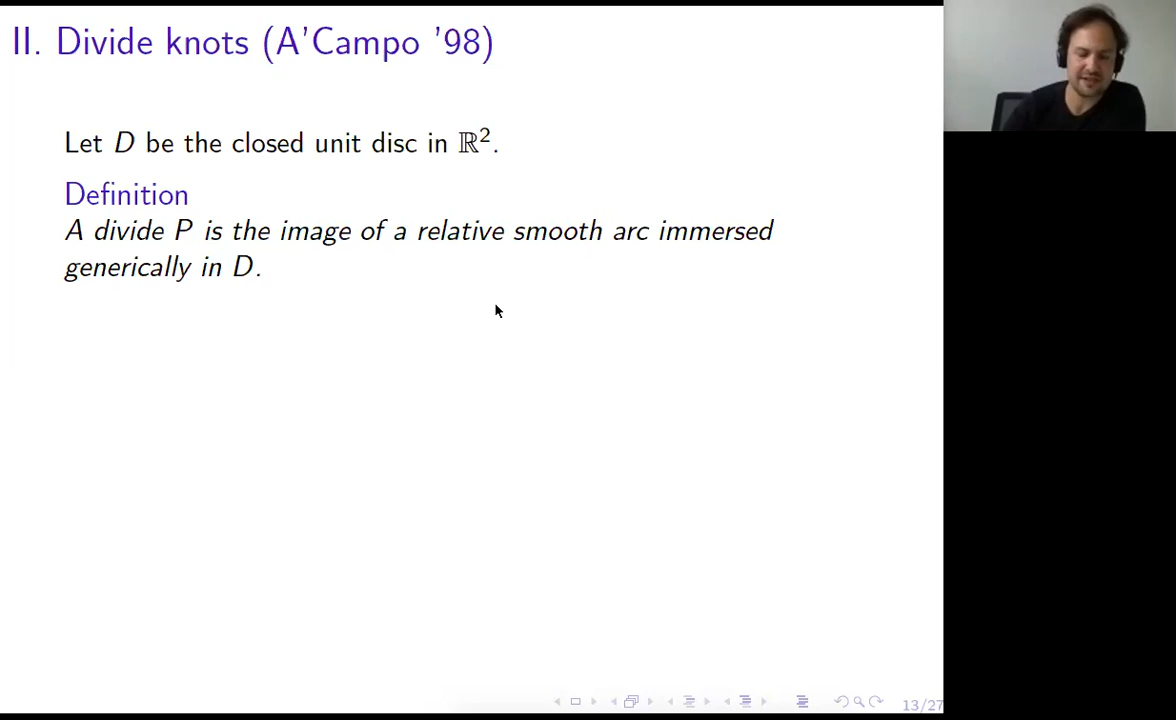 II. Divide knots (A'Campo '98)
Let D be the closed unit disc in ℝ².
Definition
A divide P is the image of a relative smooth arc immersed
generically in D.
13/27